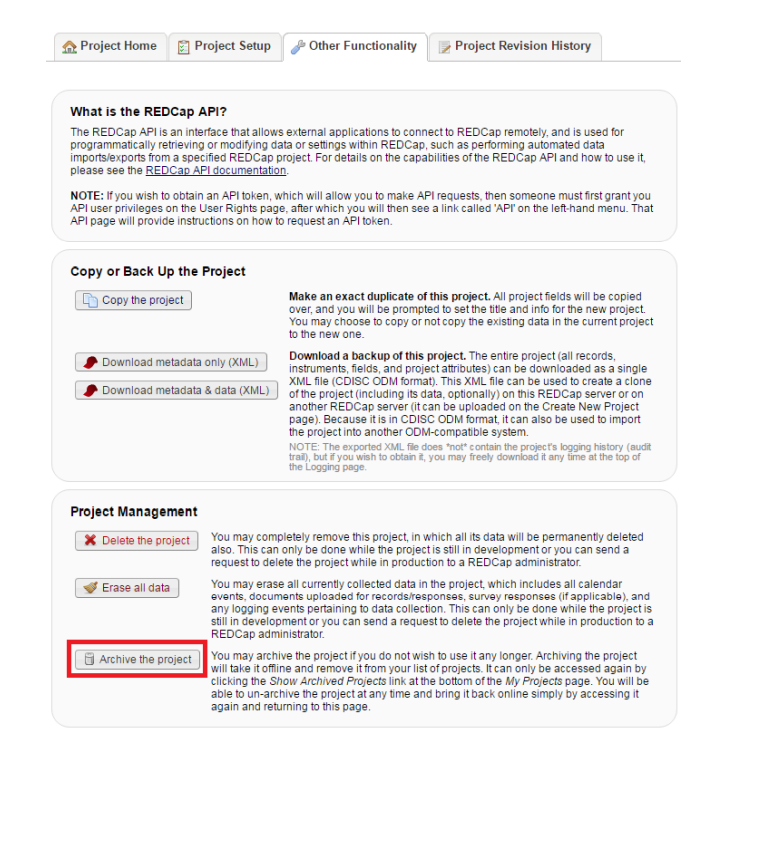 Project Home Project Setup Other Functionality Project Revision History
What is the REDCap API?
The REDCap API is an interface that allows external applications to connect to REDCap remotely, and is used for
programmatically retrieving or modifying data or settings within REDCap, such as performing automated data
imports/exports from a specified REDCap project. For details on the capabilities of the REDCap API and how to use it,
please see the REDCap API documentation.
NOTE: If you wish to obtain an API token, which will allow you to make API requests, then someone must first grant you
API user privileges on the User Rights page, after which you will then see a link called 'API' on the left-hand menu. That
API page will provide instructions on how to request an API token.
Copy or Back Up the Project
Copy the project
Make an exact duplicate of this project. All project fields will be copied
over, and you will be prompted to set the title and info for the new project.
You may choose to copy or not copy the existing data in the current project
to the new one.
Download metadata only (XML)
Download metadata & data (XML)
Download a backup of this project. The entire project (all records,
instruments, fields, and project attributes) can be downloaded as a single
XML file (CDISC ODM format). This XML file can be used to create a clone
of the project (including its data, optionally) on this REDCap server or on
another REDCap server (it can be uploaded on the Create New Project
page). Because it is in CDISC ODM format, it can also be used to import
the project into another ODM-compatible system.
NOTE: The exported XML file does *not* contain the project's logging history (audit
trail), but if you wish to obtain it, you may freely download it any time at the top of
the Logging page.
Project Management
Delete the project
You may completely remove this project, in which all its data will be permanently deleted
also. This can only be done while the project is still in development or you can send a
request to delete the project while in production to a REDCap administrator.
Erase all data
You may erase all currently collected data in the project, which includes all calendar
events, documents uploaded for records/responses, survey responses (if applicable), and
any logging events pertaining to data collection. This can only be done while the project is
still in development or you can send a request to delete the project while in production to a
REDCap administrator.
Archive the project
You may archive the project if you do not wish to use it any longer. Archiving the project
will take it offline and remove it from your list of projects. It can only be accessed again by
clicking the Show Archived Projects link at the bottom of the My Projects page. You will be
able to un-archive the project at any time and bring it back online simply by accessing it
again and returning to this page.